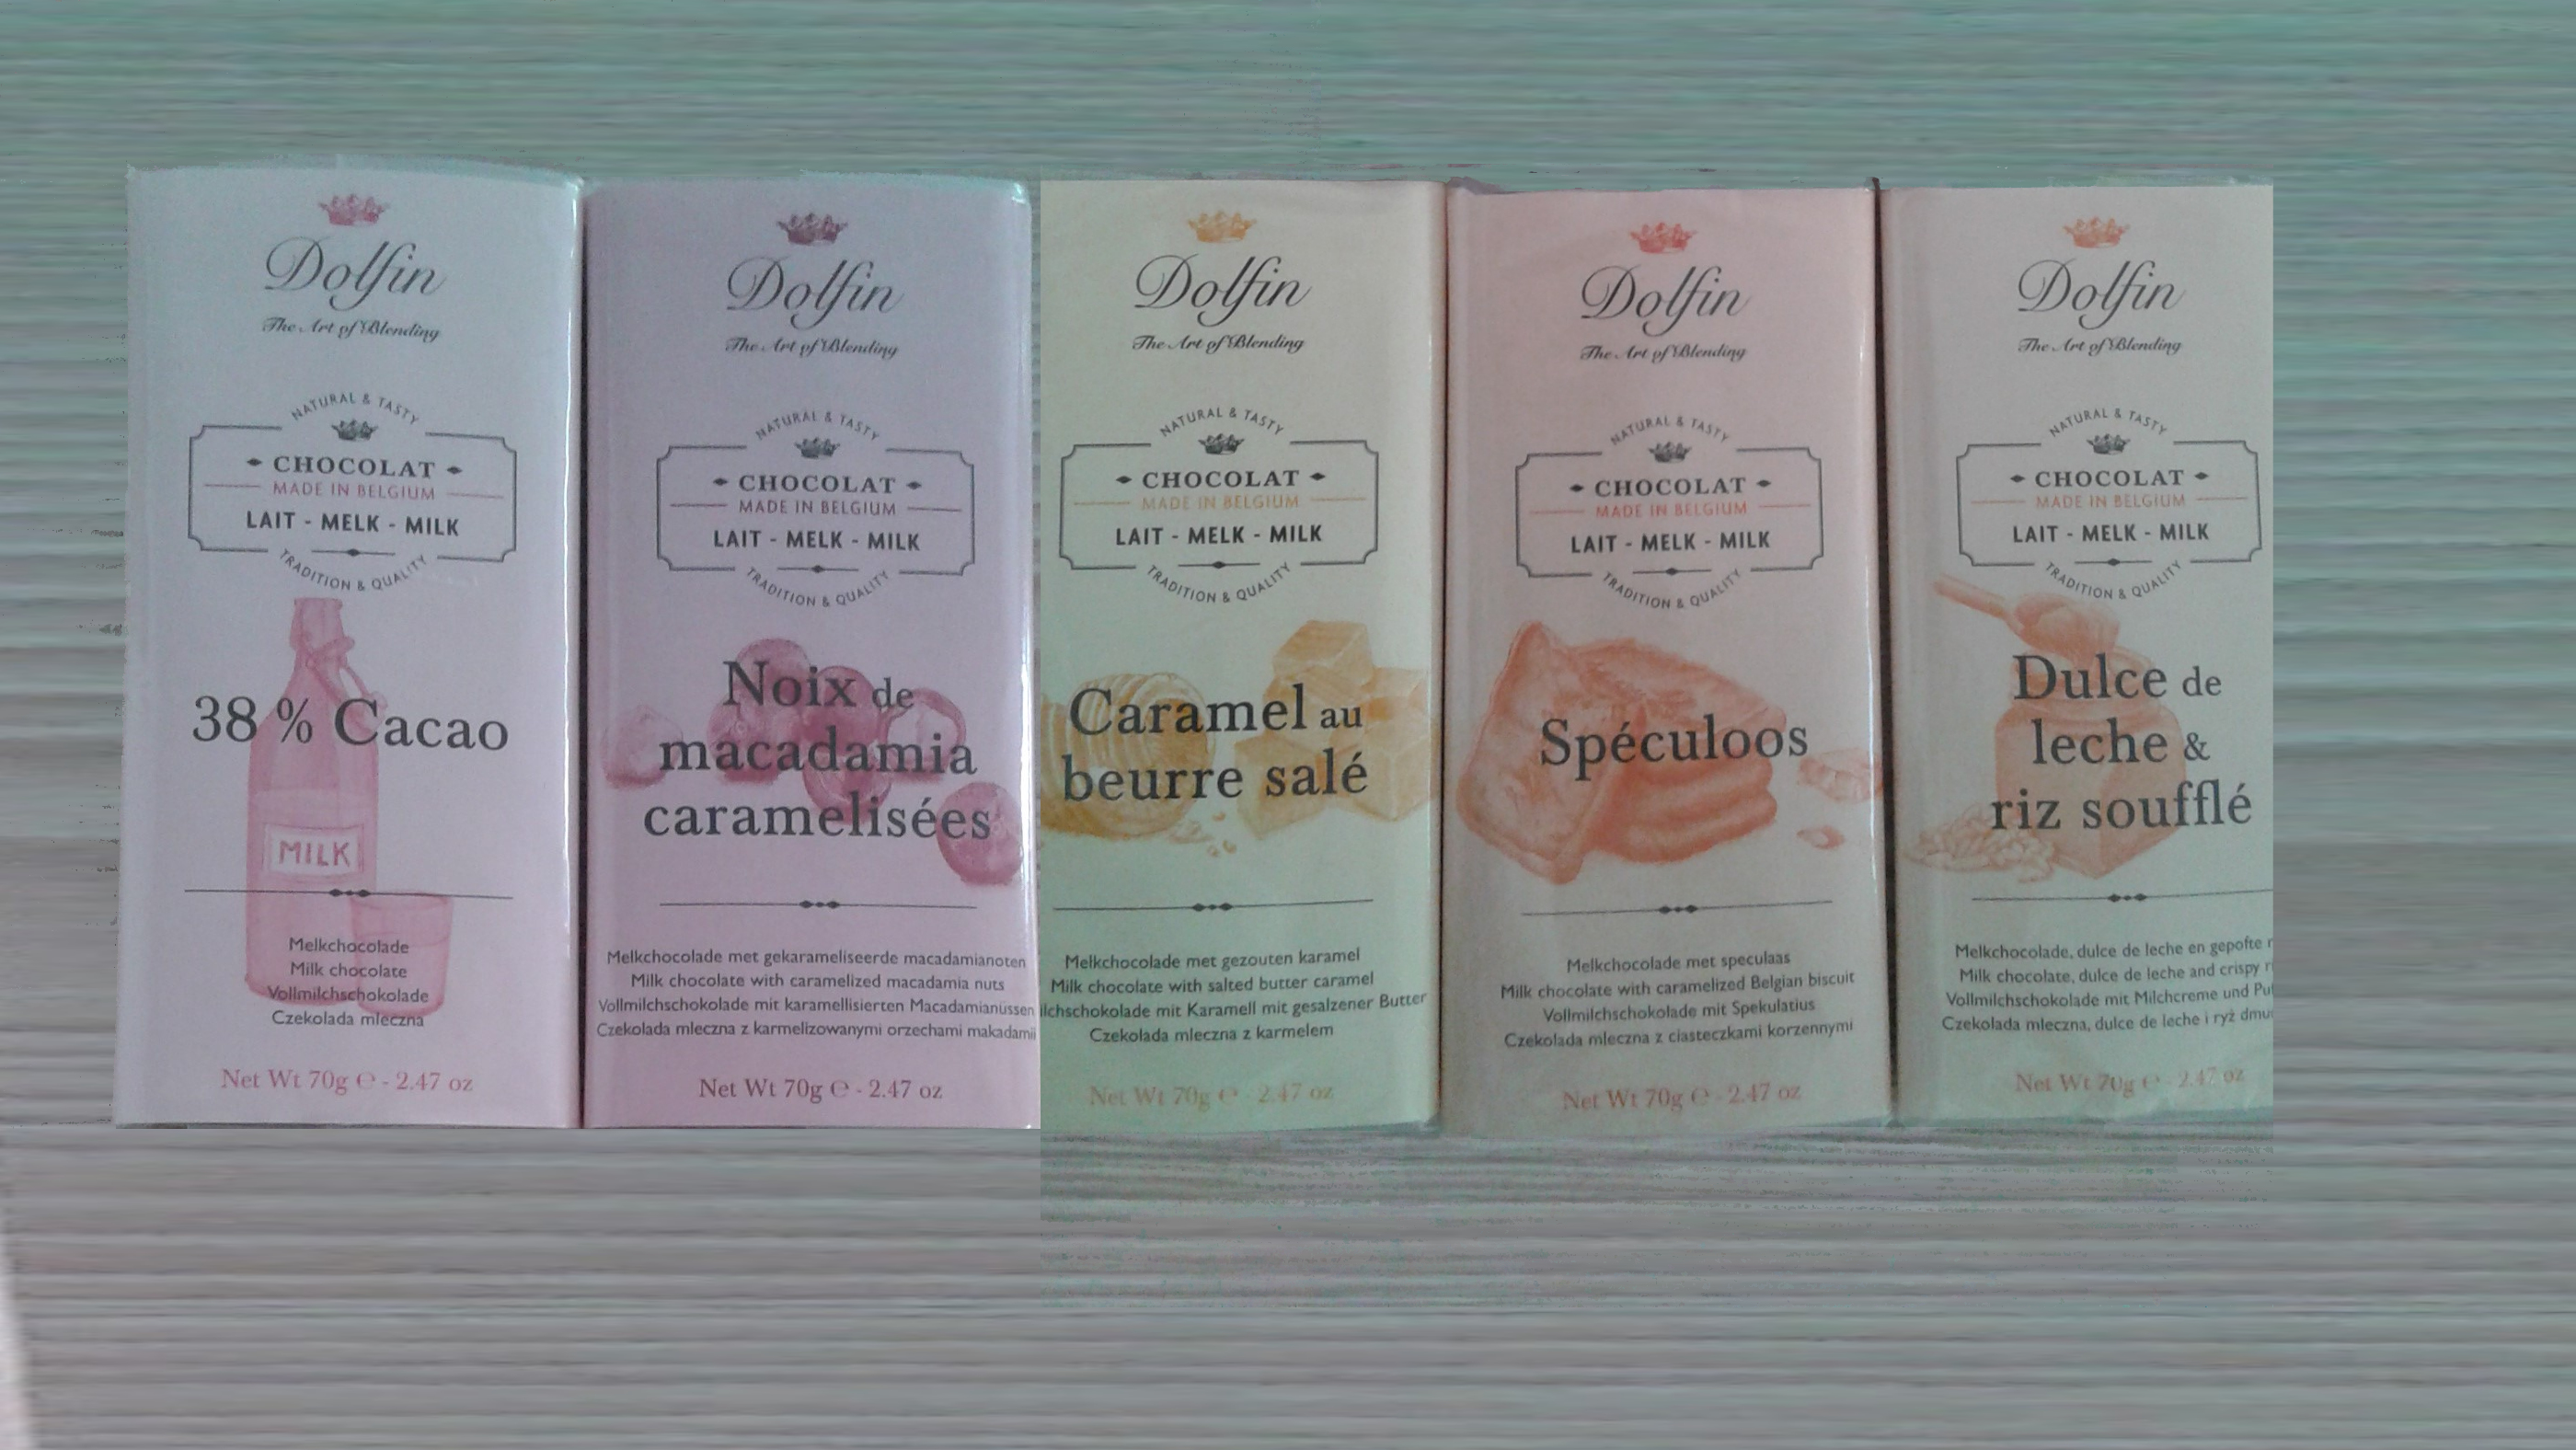 Dolfin
The Art of Blending
NATURAL & TASTY
CHOCOLAT
MADE IN BELGIUM
LAIT - MELK - MILK
TRADITION & QUALITY
38 % Cacao
MILK
Melkchocolade
Milk chocolate
Vollmilchschokolade
Czekolada mleczna
Net Wt 70g ℮ - 2.47 oz
Dolfin
The Art of Blending
NATURAL & TASTY
CHOCOLAT
MADE IN BELGIUM
LAIT - MELK - MILK
TRADITION & QUALITY
Noix de
macadamia
caramelisées
Melkchocolade met gekarameliseerde macadamianoten
Milk chocolate with caramelized macadamia nuts
Vollmilchschokolade mit karamellisierten Macadamianüssen
Czekolada mleczna z karmelizowanymi orzechami makadamii
Net Wt 70g ℮ - 2.47 oz
Dolfin
The Art of Blending
NATURAL & TASTY
CHOCOLAT
MADE IN BELGIUM
LAIT - MELK - MILK
TRADITION & QUALITY
Caramel au
beurre salé
Melkchocolade met gezouten karamel
Milk chocolate with salted butter caramel
lchschokolade mit Karamell mit gesalzener Butter
Czekolada mleczna z karmelem
Net Wt 70g ℮ - 2.47 oz
Dolfin
The Art of Blending
NATURAL & TASTY
CHOCOLAT
MADE IN BELGIUM
LAIT - MELK - MILK
TRADITION & QUALITY
Spéculoos
Melkchocolade met speculaas
Milk chocolate with caramelized Belgian biscuit
Vollmilchschokolade mit Spekulatius
Czekolada mleczna z ciasteczkami korzennymi
Net Wt 70g ℮ - 2.47 oz
Dolfin
The Art of Blending
NATURAL & TASTY
CHOCOLAT
MADE IN BELGIUM
LAIT - MELK - MILK
TRADITION & QUALITY
Dulce de
leche &
riz soufflé
Melkchocolade, dulce de leche en gepofte
Milk chocolate, dulce de leche and crispy
Vollmilchschokolade mit Milchcreme und
Czekolada mleczna, dulce de leche i ryż
Net Wt 70g ℮ - 2.47 oz